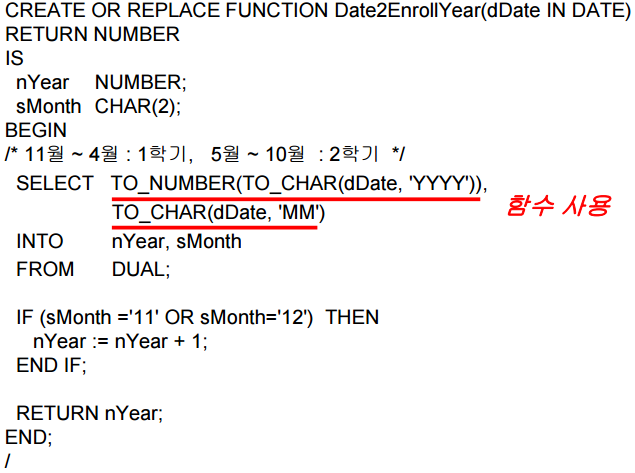 CREATE OR REPLACE FUNCTION Date2EnrollYear(dDate IN DATE)
RETURN NUMBER
IS
nYear NUMBER;
sMonth CHAR(2);
BEGIN
/* 11월 ~ 4월 : 1학기, 5월 ~ 10월 : 2학기 */
SELECT TO_NUMBER(TO_CHAR(dDate, 'YYYY')),
TO_CHAR(dDate, 'MM')
함수 사용
INTO nYear, sMonth
FROM DUAL;
IF (sMonth ='11' OR sMonth='12') THEN
nYear := nYear + 1;
END IF;
RETURN nYear;
END;
/